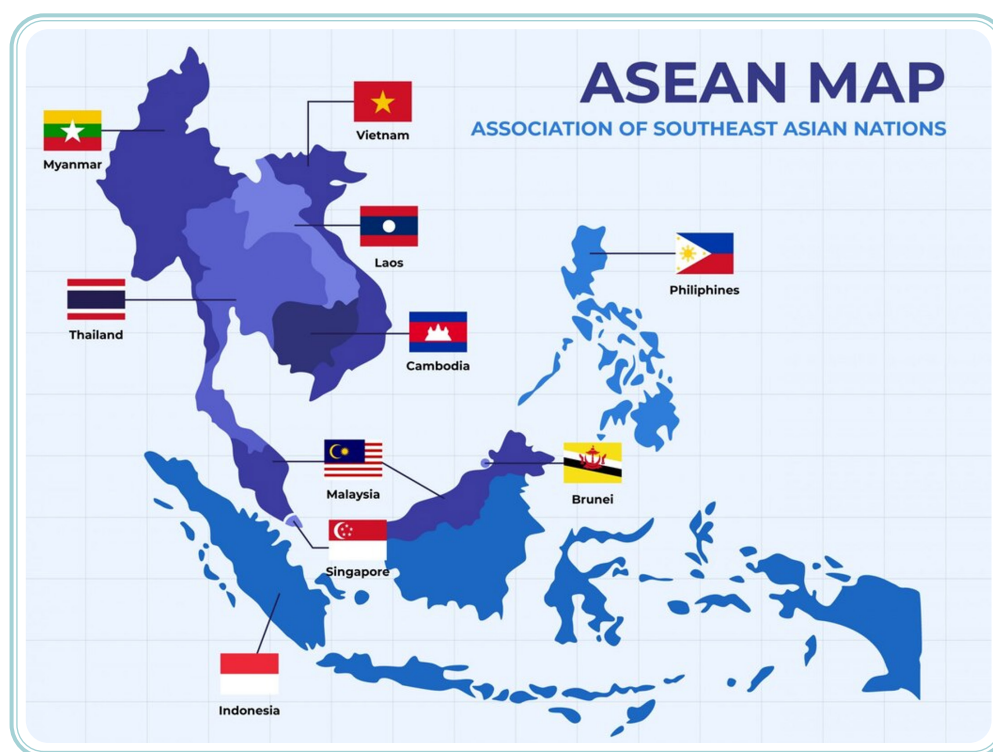 ASEAN MAP
ASSOCIATION OF SOUTHEAST ASIAN NATIONS
Vietnam
Myanmar
Laos
Philiphines
Thailand
Cambodia
Malaysia
Brunei
Singapore
Indonesia